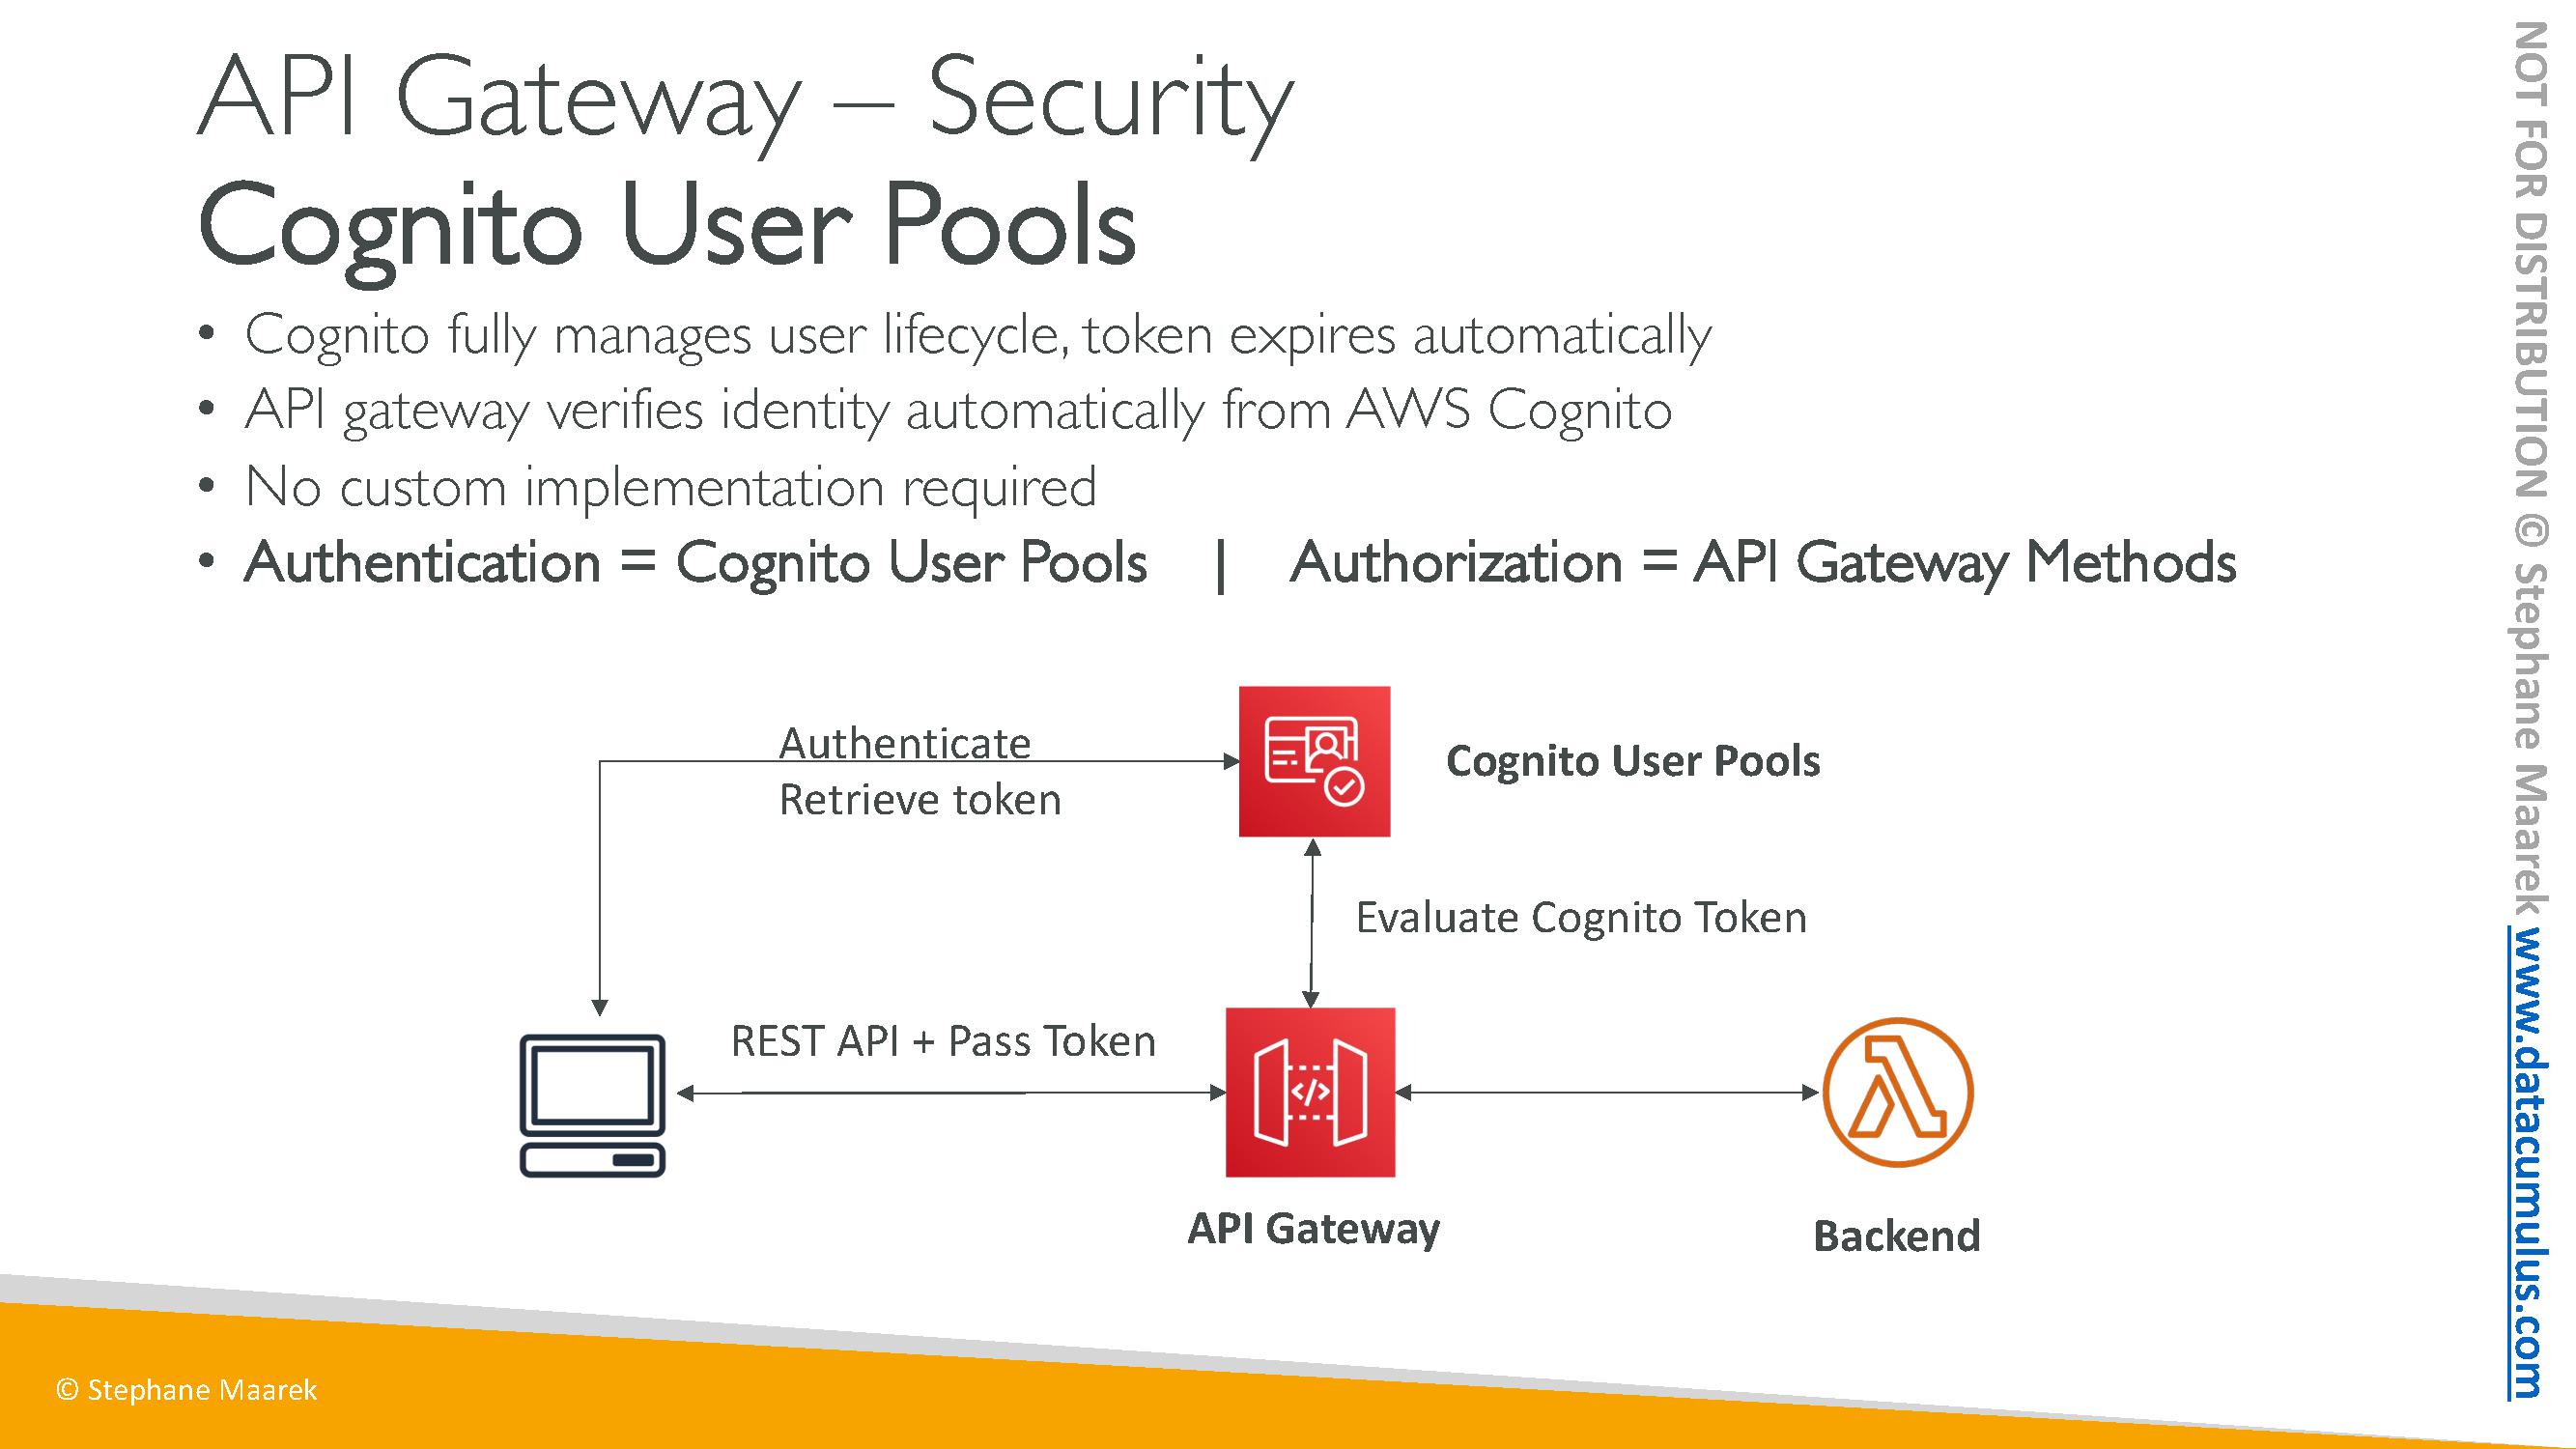 API Gateway – Security
Cognito User Pools
• Cognito fully manages user lifecycle, token expires automatically
• API gateway verifies identity automatically from AWS Cognito
• No custom implementation required
• Authentication = Cognito User Pools | Authorization = API Gateway Methods
Authenticate
Retrieve token
Cognito User Pools
Evaluate Cognito Token
REST API + Pass Token
</>
API Gateway
Backend
© Stephane Maarek
NOT FOR DISTRIBUTION © Stephane Maarek www.datacumulus.com